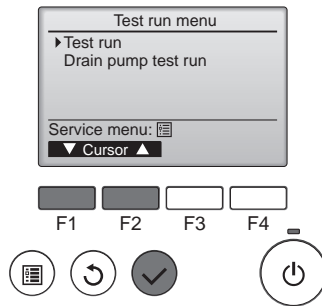 Test run menu
Test run
Drain pump test run
Service menu:
▼ Cursor ▲
F1 F2 F3 F4